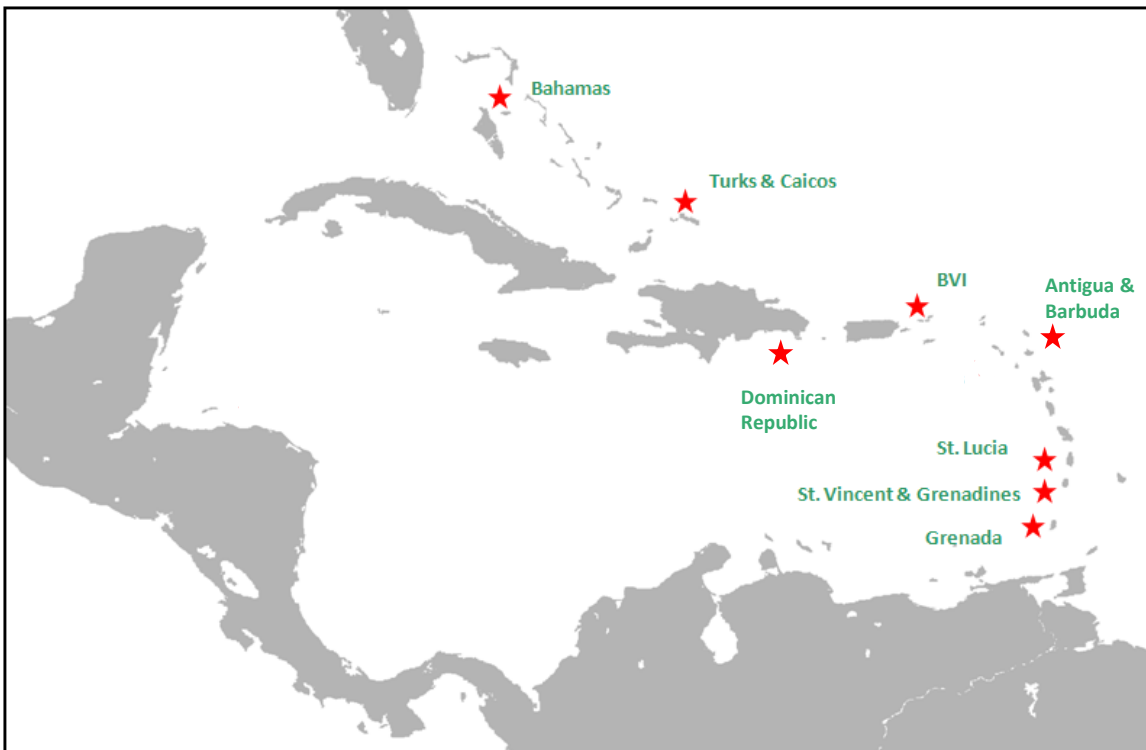 Bahamas
Turks & Caicos
BVI
Antigua &
Barbuda
Dominican
Republic
St. Lucia
St. Vincent & Grenadines
Grenada